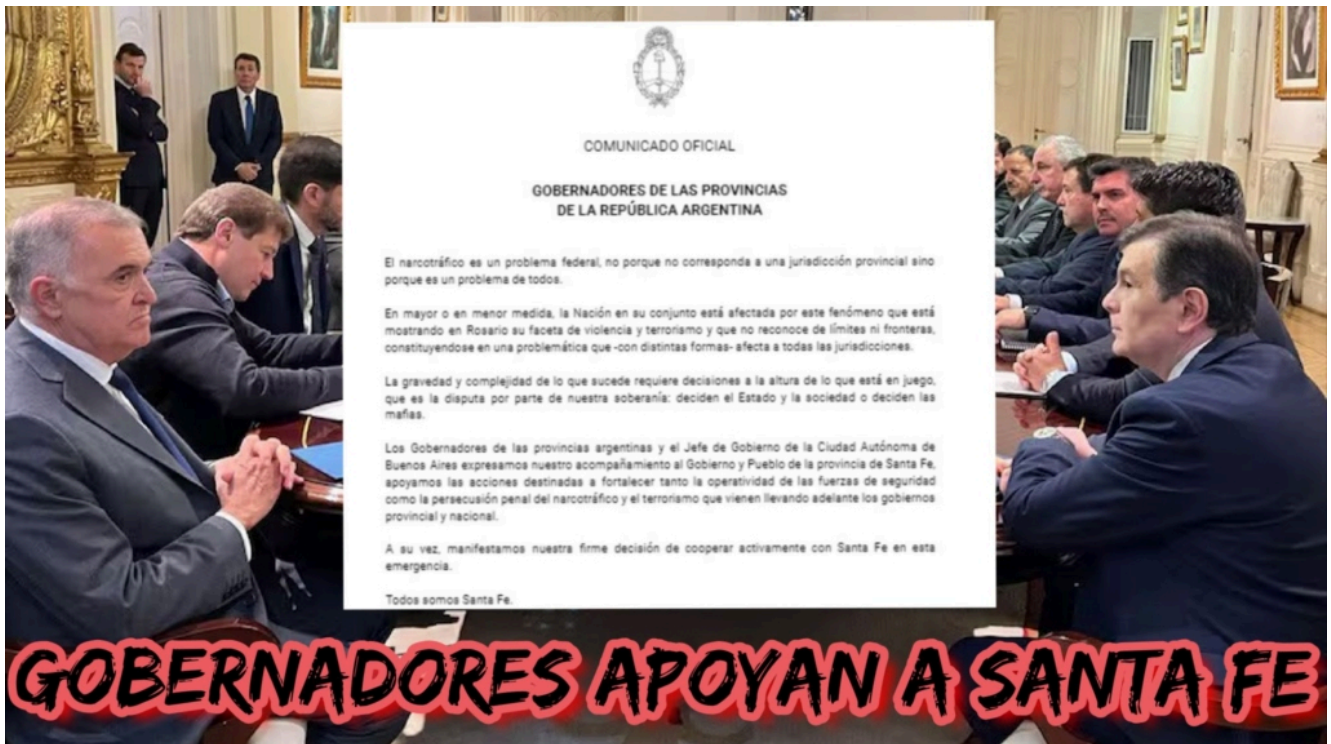 COMUNICADO OFICIAL
GOBERNADORES DE LAS PROVINCIAS
DE LA REPÚBLICA ARGENTINA
El narcotráfico es un problema federal, no porque no corresponda a una jurisdicción provincial sino
porque es un problema de todos.
En mayor o en menor medida, la Nación en su conjunto está afectada por este fenómeno que está
mostrando en Rosario su faceta de violencia y terrorismo y que no reconoce de límites ni fronteras,
constituyendose en una problemática que -con distintas formas- afecta a todas las jurisdicciones.
La gravedad y complejidad de lo que sucede requiere decisiones a la altura de lo que está en juego,
que es la disputa por parte de nuestra soberanía: deciden el Estado y la sociedad o deciden las
mafias.
Los Gobernadores de las provincias argentinas y el Jefe de Gobierno de la Ciudad Autónoma de
Buenos Aires expresamos nuestro acompañamiento al Gobierno y Pueblo de la provincia de Santa Fe,
apoyamos las acciones destinadas a fortalecer tanto la operatividad de las fuerzas de seguridad
como la persecusión penal del narcotráfico y el terrorismo que vienen llevando adelante los gobiernos
provincial y nacional.
A su vez, manifestamos nuestra firme decisión de cooperar activamente con Santa Fe en esta
emergencia.
Todos somos Santa Fe.
GOBERNADORES APOYAN A SANTA FE